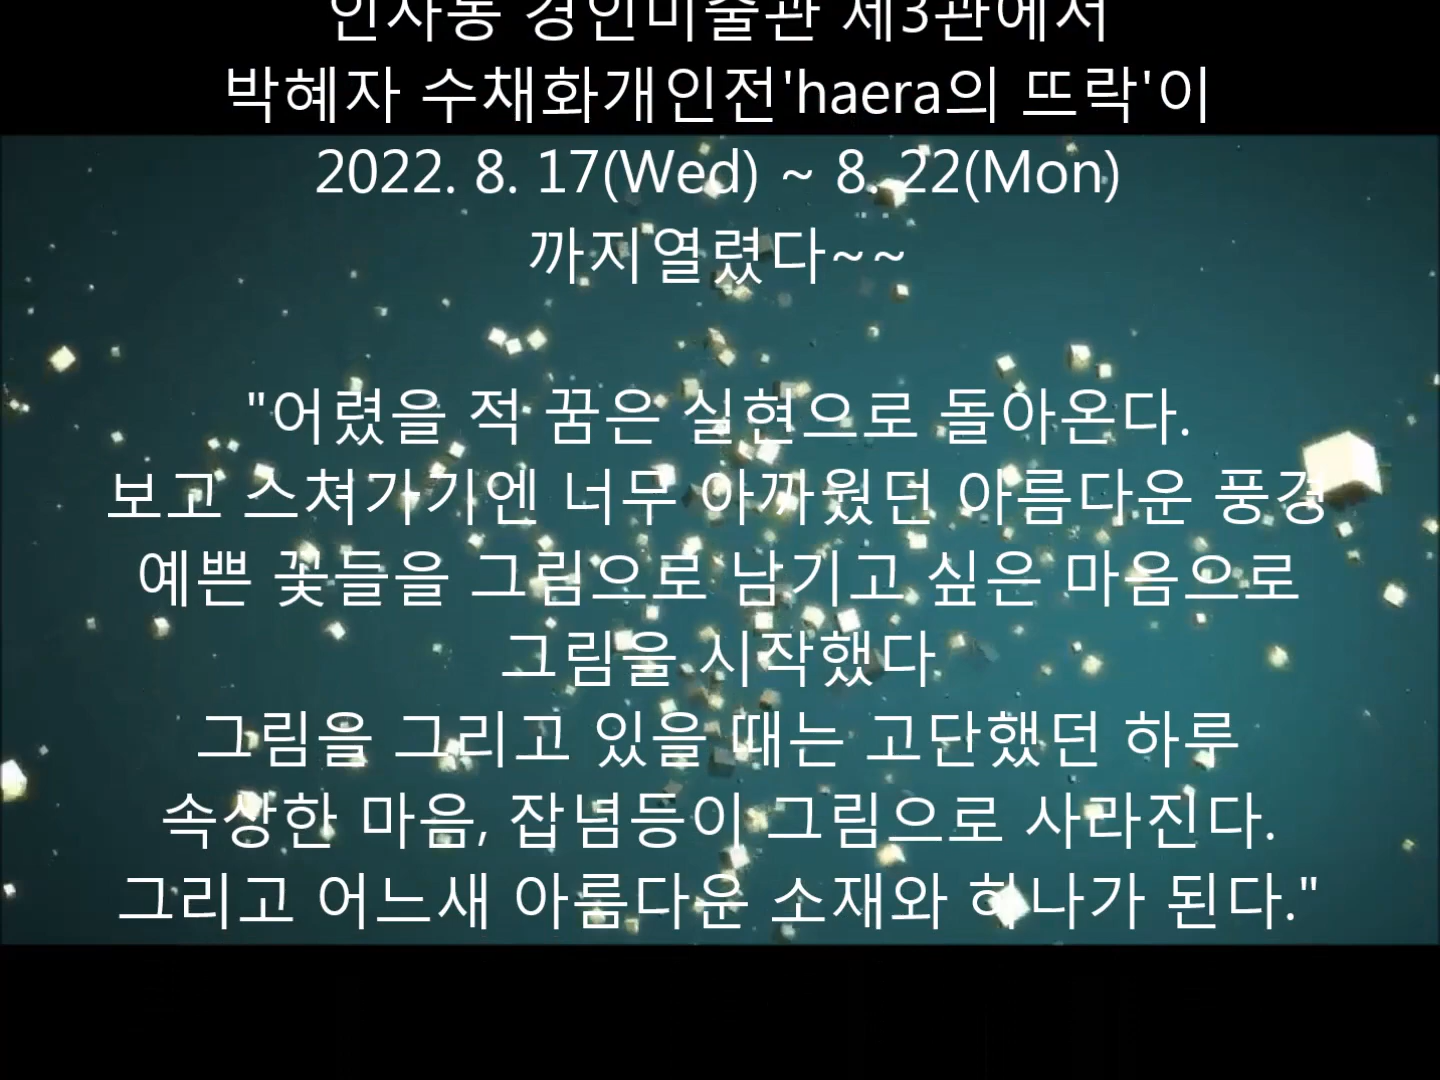 인사동 경인미술관 제3관에서
박혜자 수채화개인전'haera의 뜨락'이
2022. 8. 17(Wed) ~ 8. 22(Mon)
까지열렸다~~
"어렸을 적 꿈은 실현으로 돌아온다.
보고 스쳐가기엔 너무 아까웠던 아름다운 풍경
예쁜 꽃들을 그림으로 남기고 싶은 마음으로
그림을 시작했다
그림을 그리고 있을 때는 고단했던 하루
속상한 마음, 잡념등이 그림으로 사라진다.
그리고 어느새 아름다운 소재와 하나가 된다."